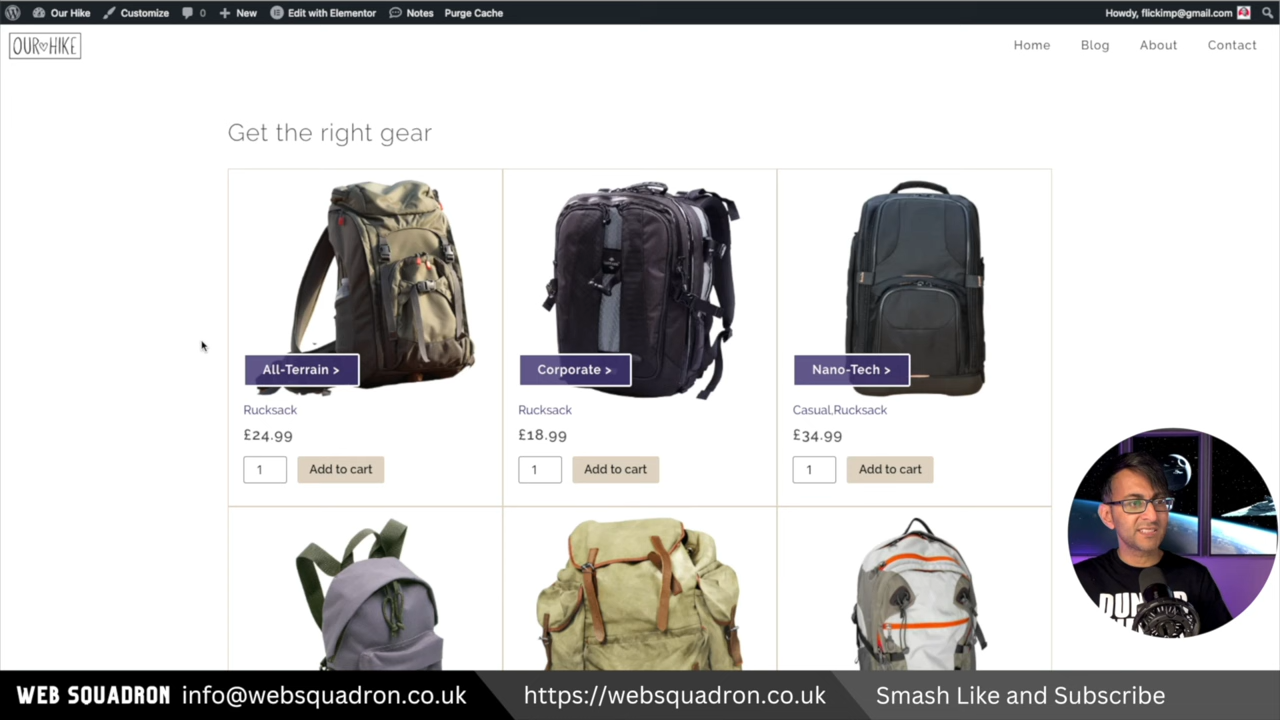 Our Hike Customize 0 New Edit with Elementor Notes Purge Cache Howdy, flickimp@gmail.com
OUR HIKE Home Blog About Contact
Get the right gear
All-Terrain > Corporate > Nano-Tech >
Rucksack Rucksack Casual,Rucksack
£24.99 £18.99 £34.99
1 Add to cart 1 Add to cart 1 Add to cart
WEB SQUADRON info@websquadron.co.uk https://websquadron.co.uk Smash Like and Subscribe